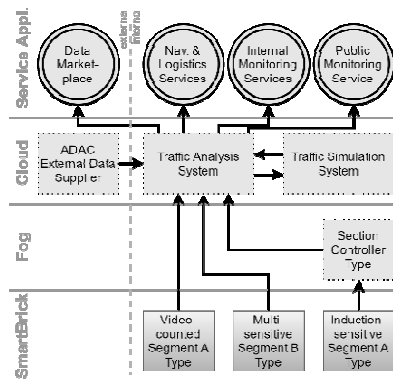 Service Appl.
Data
Market-
place
external
interno
Nav. &
Logistics
Services
Internal
Monitoring
Services
Public
Monitoring
Service
Cloud
ADAC
External Data
Supplier
Traffic Analysis
System
Traffic Simulation
System
Fog
Section
Controller
Type
SmartBrick
Video
counted
Segment A
Type
Multi
sensitive
Segment B
Type
Induction
sensitive
Segment A
Type